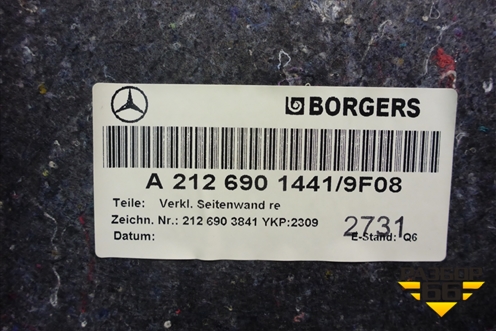 BORGERS
A 212 690 1441/9F08
Teile: Verkl. Seitenwand re
Zeichn. Nr.: 212 690 3841 YKP:2309
2731
Datum: E-Stand: Q6